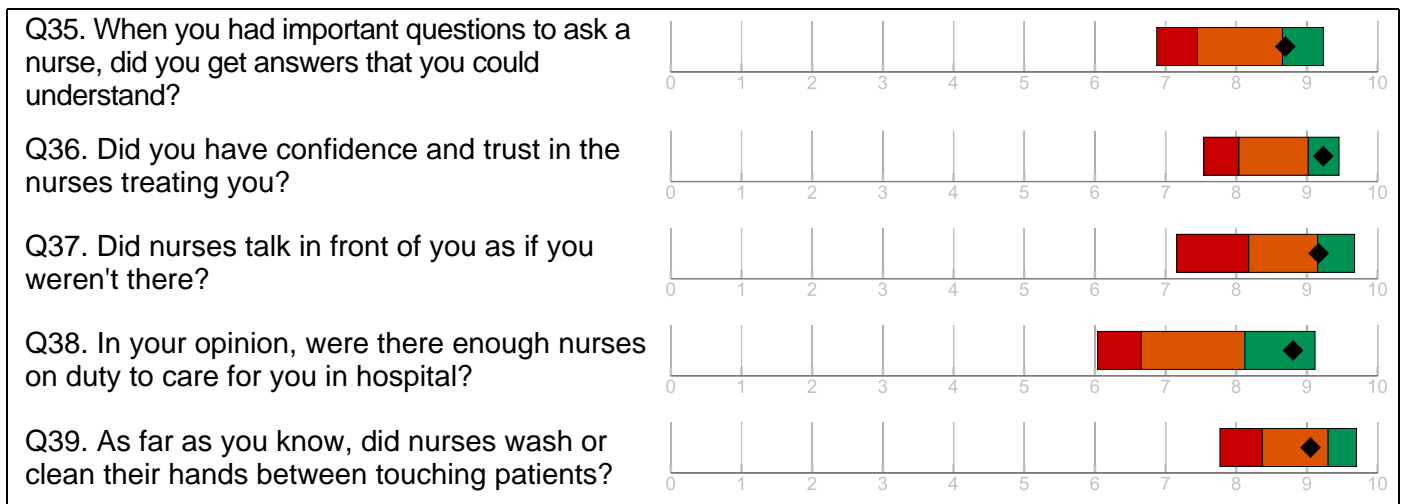 Q35. When you had important questions to ask a
nurse, did you get answers that you could
understand?
0 1 2 3 4 5 6 7 8 9 10
Q36. Did you have confidence and trust in the
nurses treating you?
0 1 2 3 4 5 6 7 8 9 10
Q37. Did nurses talk in front of you as if you
weren't there?
0 1 2 3 4 5 6 7 8 9 10
Q38. In your opinion, were there enough nurses
on duty to care for you in hospital?
0 1 2 3 4 5 6 7 8 9 10
Q39. As far as you know, did nurses wash or
clean their hands between touching patients?
0 1 2 3 4 5 6 7 8 9 10